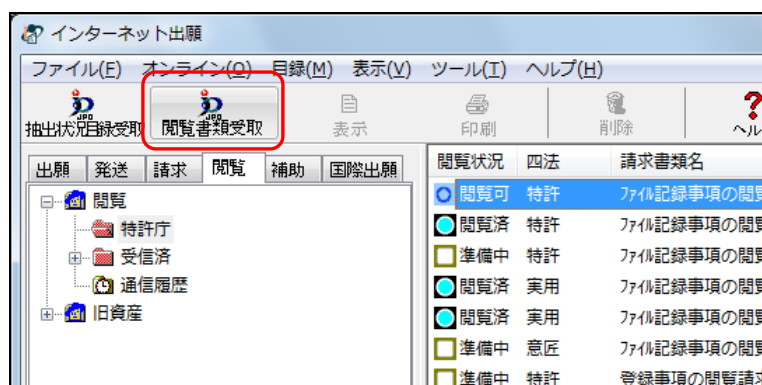 インターネット出願
ファイル(F) オンライン(O) 目録(M) 表示(V) ツール(T) ヘルプ(H)
抽出状況目録受取 閲覧書類受取 表示 印刷 削除 ヘル
出願 発送 請求 閲覧 補助 国際出願
閲覧状況 四法 請求書類名
閲覧
特許庁
受信済
通信履歴
旧資産
閲覧可 特許 ファイル記録事項の閲覧
閲覧済 特許 ファイル記録事項の閲覧
準備中 特許 ファイル記録事項の閲覧
閲覧済 実用 ファイル記録事項の閲覧
閲覧済 実用 ファイル記録事項の閲覧
準備中 意匠 ファイル記録事項の閲覧
準備中 特許 登録事項の閲覧請求